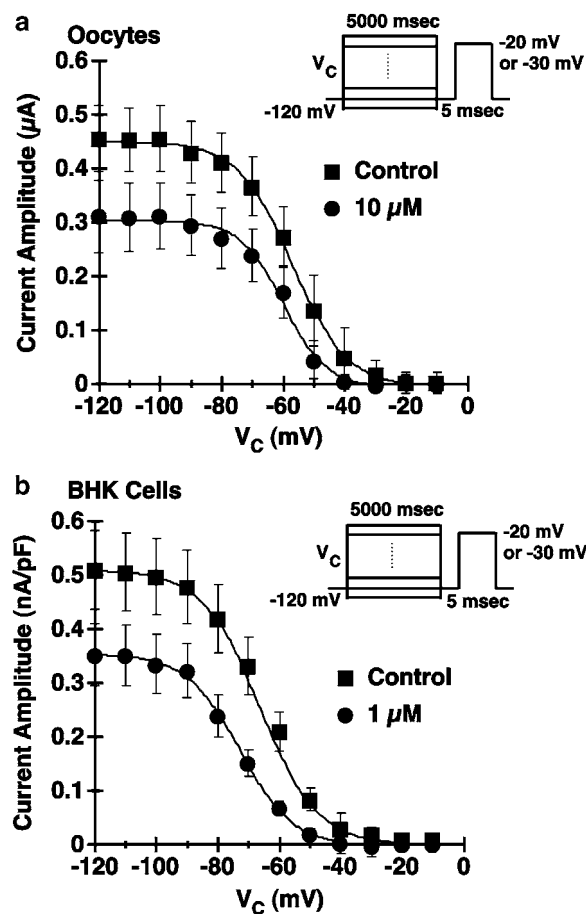 a
Oocytes
5000 msec
V_C
-20 mV
or -30 mV
-120 mV
5 msec
Control
10 µM
Current Amplitude (µA)
0.6
0.5
0.4
0.3
0.2
0.1
0
-120 -100 -80 -60 -40 -20 0
V_C (mV)
b
BHK Cells
5000 msec
V_C
-20 mV
or -30 mV
-120 mV
5 msec
Control
1 µM
Current Amplitude (nA/pF)
0.6
0.5
0.4
0.3
0.2
0.1
0
-120 -100 -80 -60 -40 -20 0
V_C (mV)